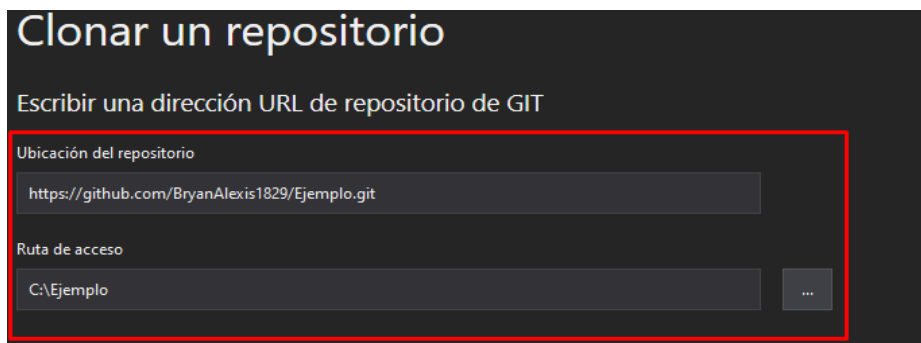 Clonar un repositorio
Escribir una dirección URL de repositorio de GIT
Ubicación del repositorio
https://github.com/BryanAlexis1829/Ejemplo.git
Ruta de acceso
C:\Ejemplo
...